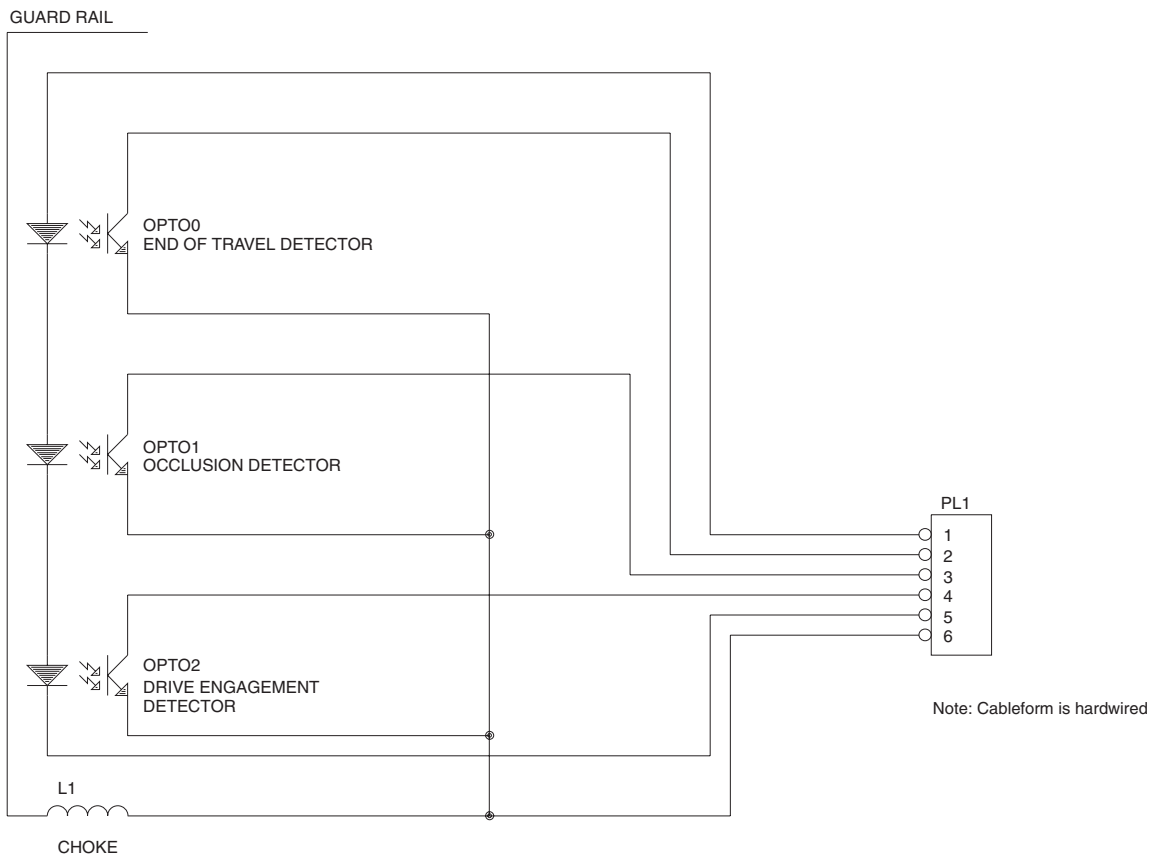 GUARD RAIL
OPTO0
END OF TRAVEL DETECTOR
OPTO1
OCCLUSION DETECTOR
PL1
1
2
3
4
5
6
OPTO2
DRIVE ENGAGEMENT
DETECTOR
Note: Cableform is hardwired
L1
CHOKE